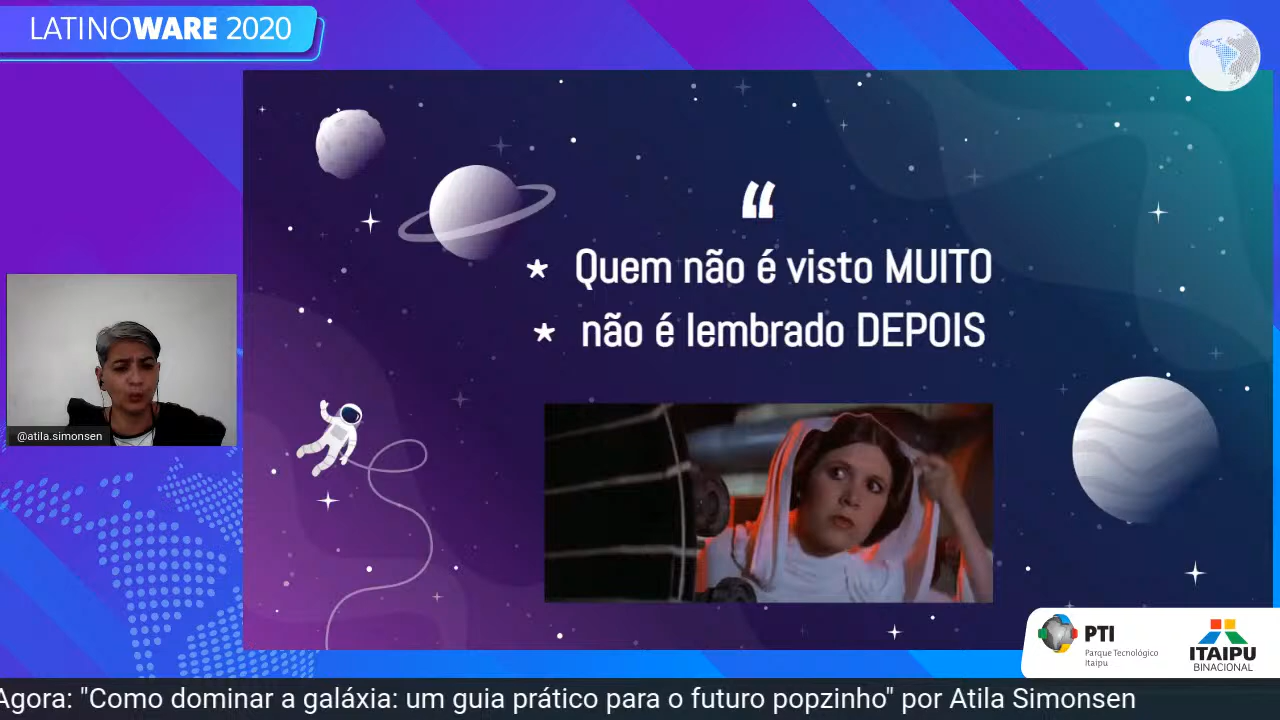 LATINOWARE 2020
“
* Quem não é visto MUITO
* não é lembrado DEPOIS
@atila.simonsen
PTI
Parque Tecnológico
Itaipu
ITAIPU
BINACIONAL
Agora: "Como dominar a galáxia: um guia prático para o futuro popzinho" por Atila Simonsen